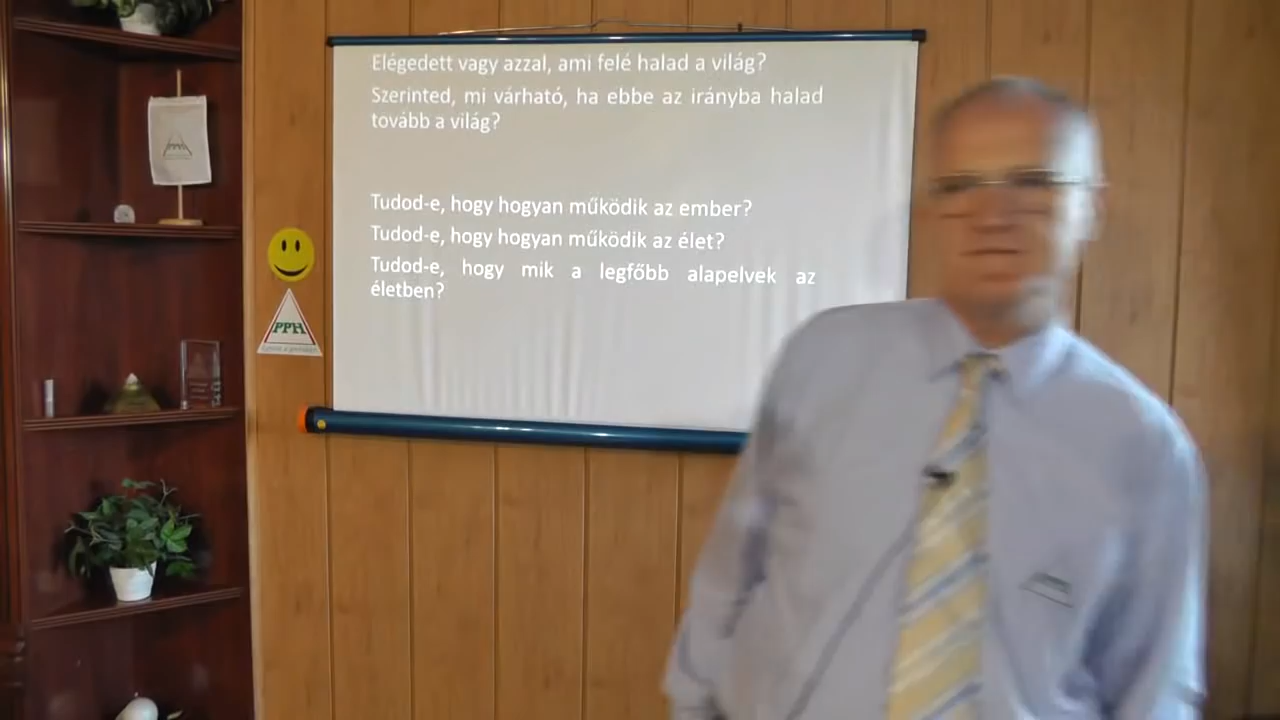 Elégedett vagy azzal, ami felé halad a világ?
Szerinted, mi várható, ha ebbe az irányba halad
tovább a világ?
Tudod-e, hogy hogyan működik az ember?
Tudod-e, hogy hogyan működik az élet?
Tudod-e, hogy mik a legfőbb alapelvek az
életben?
PPH